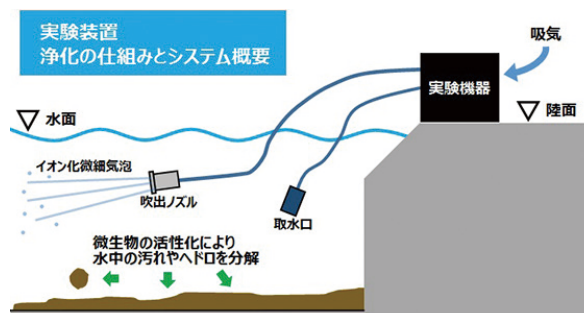 実験装置
浄化の仕組みとシステム概要
吸気
実験機器
水面
陸面
イオン化微細気泡
吹出ノズル
取水口
微生物の活性化により
水中の汚れやヘドロを分解